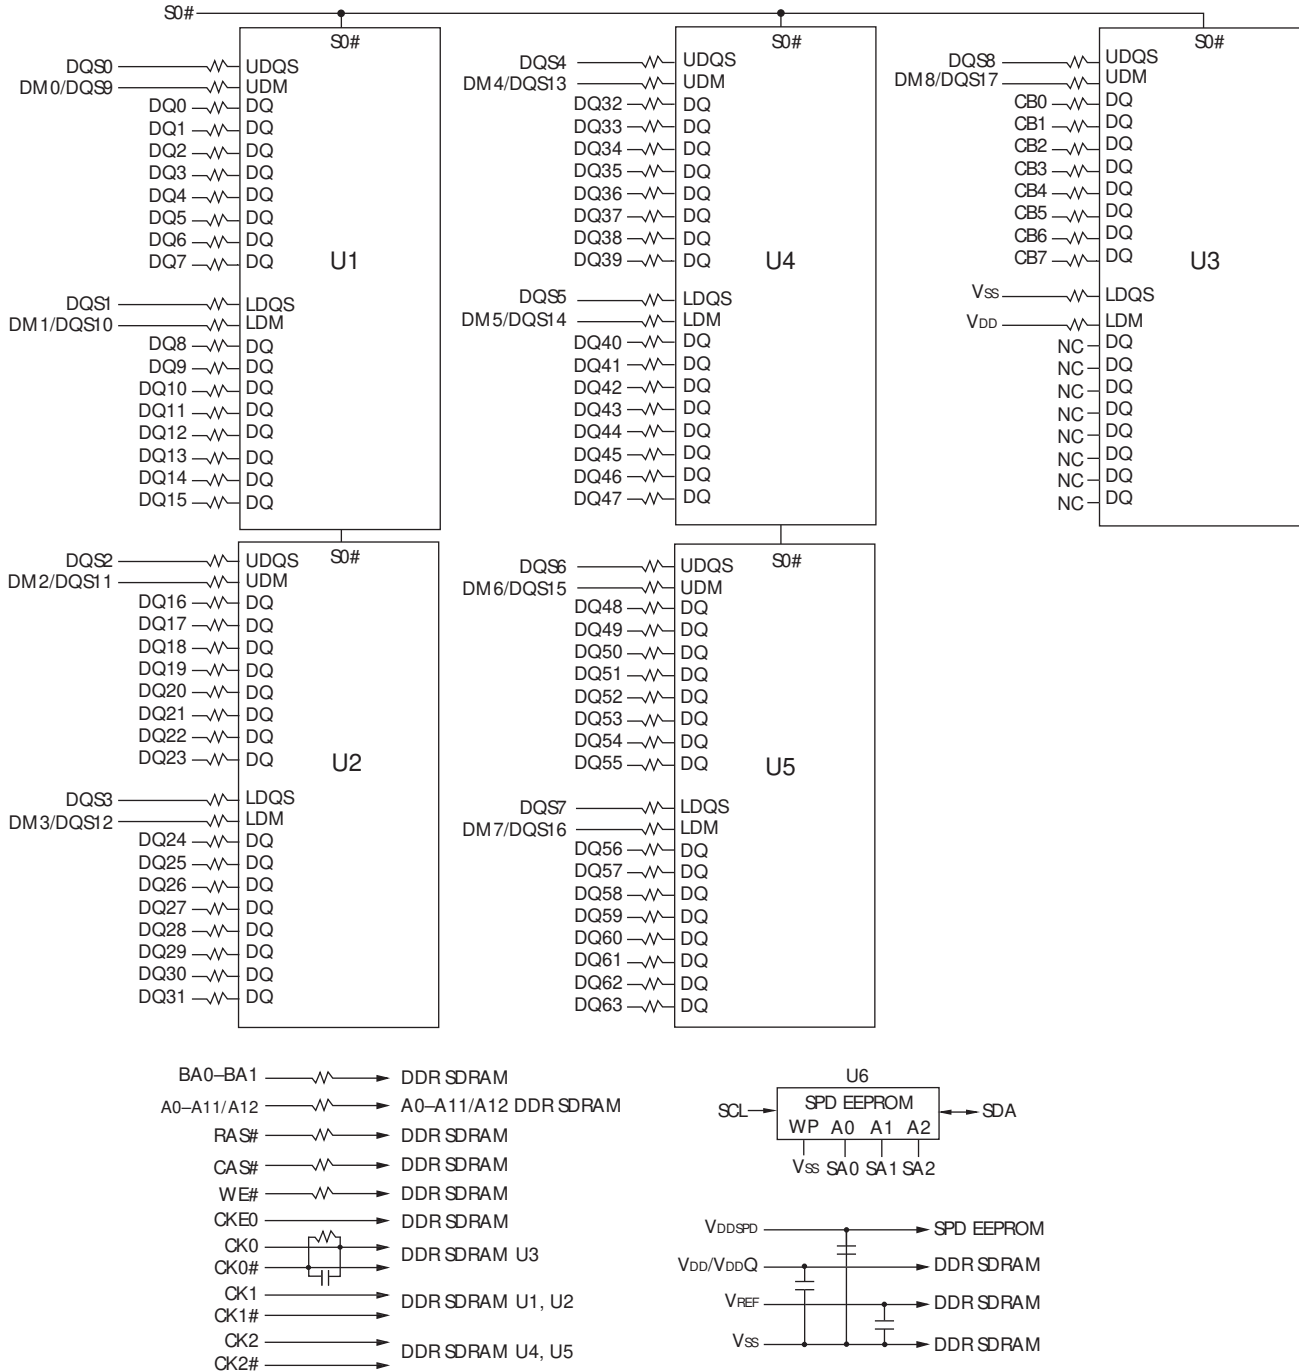 S0#
S0#
DQS0 UDQS
DM0/DQS9 UDM
DQ0 DQ
DQ1 DQ
DQ2 DQ
DQ3 DQ
DQ4 DQ
DQ5 DQ
DQ6 DQ
DQ7 DQ
U1
DQS1 LDQS
DM1/DQS10 LDM
DQ8 DQ
DQ9 DQ
DQ10 DQ
DQ11 DQ
DQ12 DQ
DQ13 DQ
DQ14 DQ
DQ15 DQ
S0#
DQS2 UDQS
DM2/DQS11 UDM
DQ16 DQ
DQ17 DQ
DQ18 DQ
DQ19 DQ
DQ20 DQ
DQ21 DQ
DQ22 DQ
DQ23 DQ
U2
DQS3 LDQS
DM3/DQS12 LDM
DQ24 DQ
DQ25 DQ
DQ26 DQ
DQ27 DQ
DQ28 DQ
DQ29 DQ
DQ30 DQ
DQ31 DQ
S0#
DQS4 UDQS
DM4/DQS13 UDM
DQ32 DQ
DQ33 DQ
DQ34 DQ
DQ35 DQ
DQ36 DQ
DQ37 DQ
DQ38 DQ
DQ39 DQ
U4
DQS5 LDQS
DM5/DQS14 LDM
DQ40 DQ
DQ41 DQ
DQ42 DQ
DQ43 DQ
DQ44 DQ
DQ45 DQ
DQ46 DQ
DQ47 DQ
S0#
DQS6 UDQS
DM6/DQS15 UDM
DQ48 DQ
DQ49 DQ
DQ50 DQ
DQ51 DQ
DQ52 DQ
DQ53 DQ
DQ54 DQ
DQ55 DQ
U5
DQS7 LDQS
DM7/DQS16 LDM
DQ56 DQ
DQ57 DQ
DQ58 DQ
DQ59 DQ
DQ60 DQ
DQ61 DQ
DQ62 DQ
DQ63 DQ
S0#
DQS8 UDQS
DM8/DQS17 UDM
CB0 DQ
CB1 DQ
CB2 DQ
CB3 DQ
CB4 DQ
CB5 DQ
CB6 DQ
CB7 DQ
U3
VSS LDQS
VDD LDM
NC DQ
NC DQ
NC DQ
NC DQ
NC DQ
NC DQ
NC DQ
NC DQ
BA0–BA1 DDR SDRAM
A0–A11/A12 A0–A11/A12 DDR SDRAM
RAS# DDR SDRAM
CAS# DDR SDRAM
WE# DDR SDRAM
CKE0 DDR SDRAM
CK0
CK0#
DDR SDRAM U3
CK1
CK1#
DDR SDRAM U1, U2
CK2
CK2#
DDR SDRAM U4, U5
U6
SPD EEPROM
SCL
SDA
WP A0 A1 A2
VSS SA0 SA1 SA2
VDDSPD SPD EEPROM
VDD/VDDQ DDR SDRAM
VREF DDR SDRAM
VSS DDR SDRAM